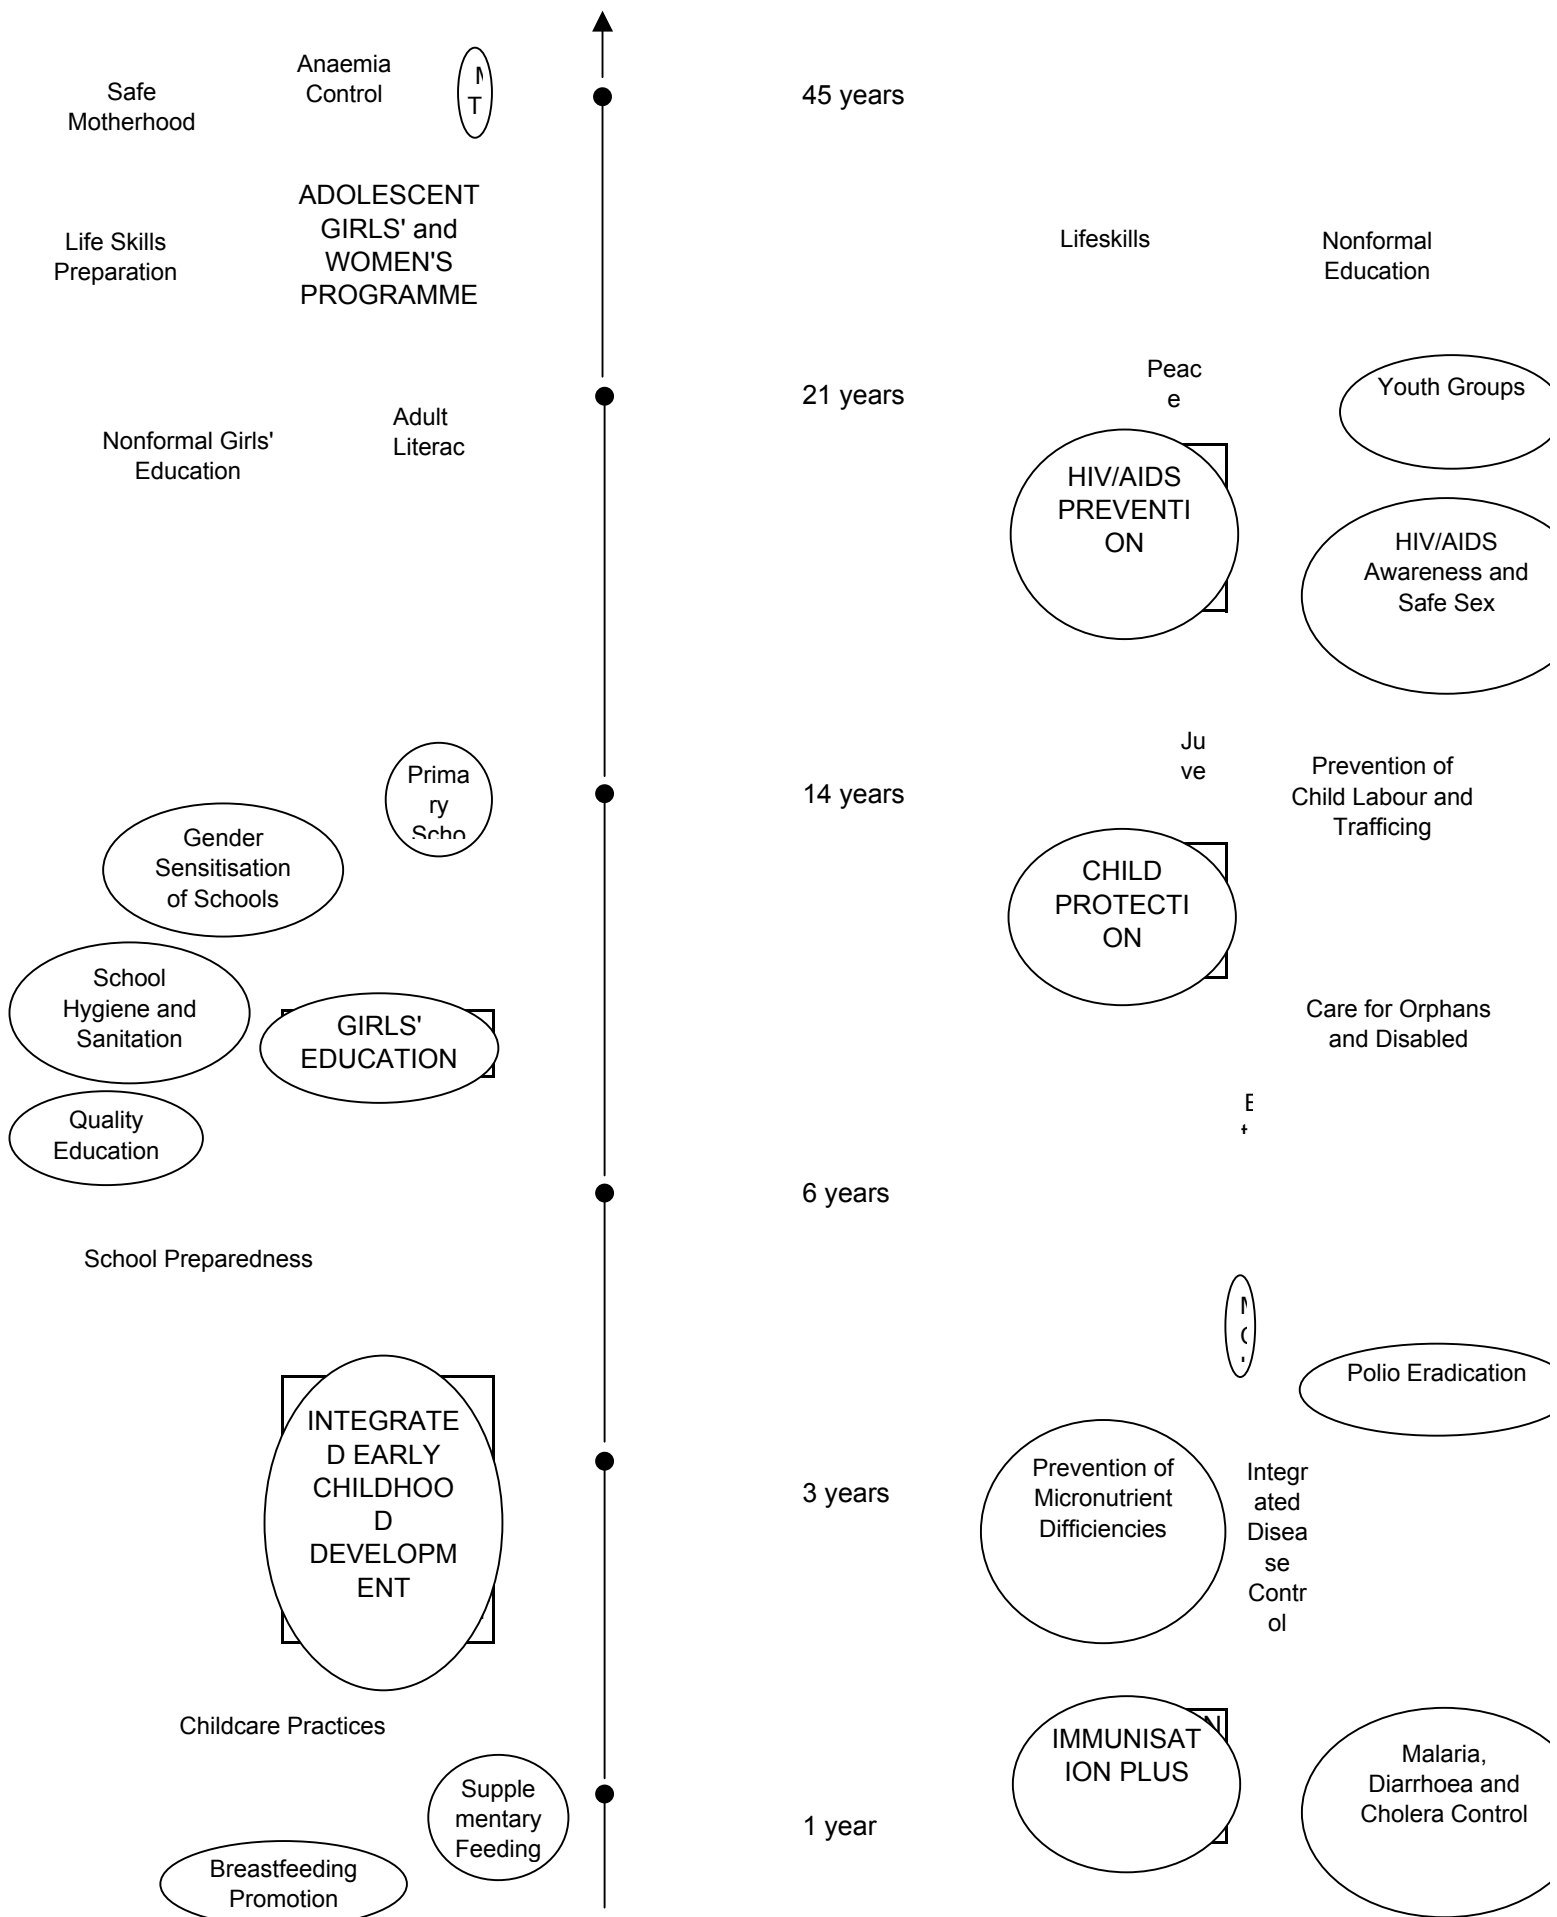 Anaemia
Control
Safe
Motherhood
T
45 years
ADOLESCENT
GIRLS' and
WOMEN'S
PROGRAMME
Life Skills
Preparation
Lifeskills
Nonformal
Education
Peac
e
Youth Groups
21 years
Adult
Literac
Nonformal Girls'
Education
HIV/AIDS
PREVENTI
ON
HIV/AIDS
Awareness and
Safe Sex
Ju
ve
Prevention of
Child Labour and
Trafficing
Prima
ry
Scho
14 years
Gender
Sensitisation
of Schools
CHILD
PROTECTI
ON
School
Hygiene and
Sanitation
GIRLS'
EDUCATION
Care for Orphans
and Disabled
Quality
Education
6 years
School Preparedness
Polio Eradication
INTEGRATE
D EARLY
CHILDHOO
D
DEVELOPM
ENT
3 years
Prevention of
Micronutrient
Difficiencies
Integr
ated
Disea
se
Contr
ol
Childcare Practices
IMMUNISAT
ION PLUS
Malaria,
Diarrhoea and
Cholera Control
Supple
mentary
Feeding
1 year
Breastfeeding
Promotion